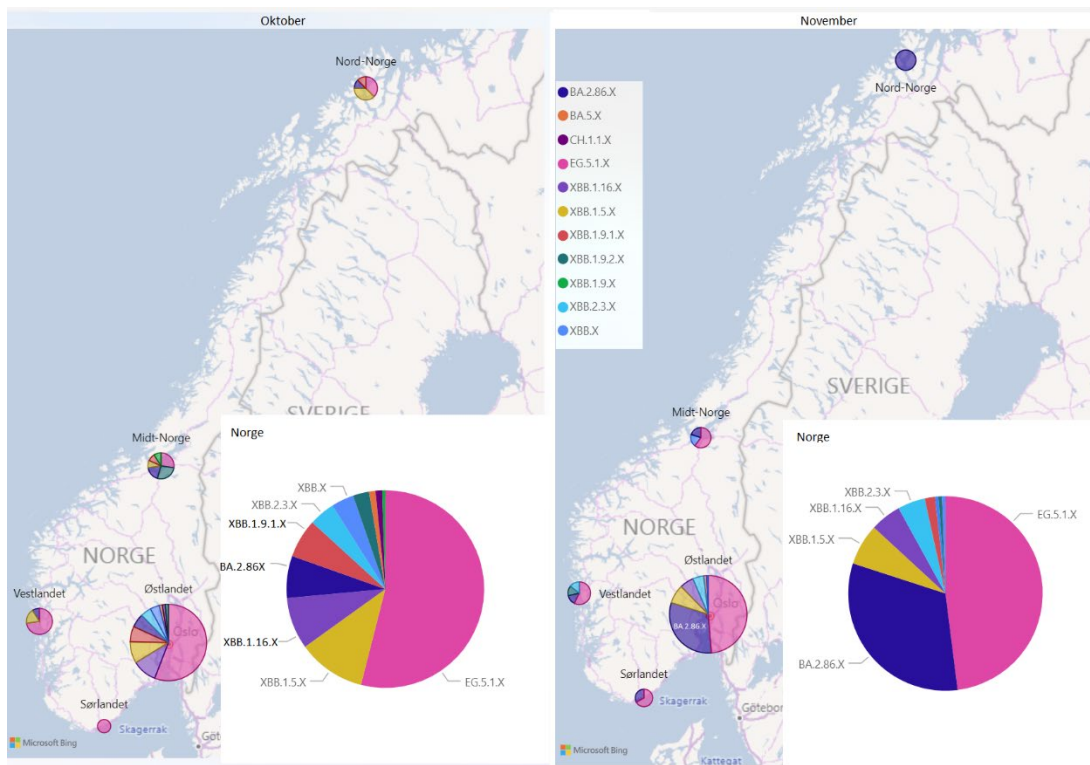 Oktober
Nord-Norge
SVERIGE
Midt-Norge
NORGE
Vestlandet
Østlandet
Oslo
Sørlandet
Skagerrak
Gö
Microsoft Bing
Norge
XBB.X
XBB.2.3.X
XBB.1.9.1.X
BA.2.86X
XBB.1.16.X
XBB.1.5.X
EG.5.1.X
November
Nord-Norge
BA.2.86.X
BA.5.X
CH.1.1.X
EG.5.1.X
XBB.1.16.X
XBB.1.5.X
XBB.1.9.1.X
XBB.1.9.2.X
XBB.1.9.X
XBB.2.3.X
XBB.X
SVERIGE
Midt-Norge
NORGE
Østlandet
Vestlandet
Oslo
BA.2.86.X
Sørlandet
Skagerrak
Götebor
Kattegat
Microsoft Bing
Norge
XBB.2.3.X
XBB.1.16.X
XBB.1.5.X
EG.5.1.X
BA.2.86.X